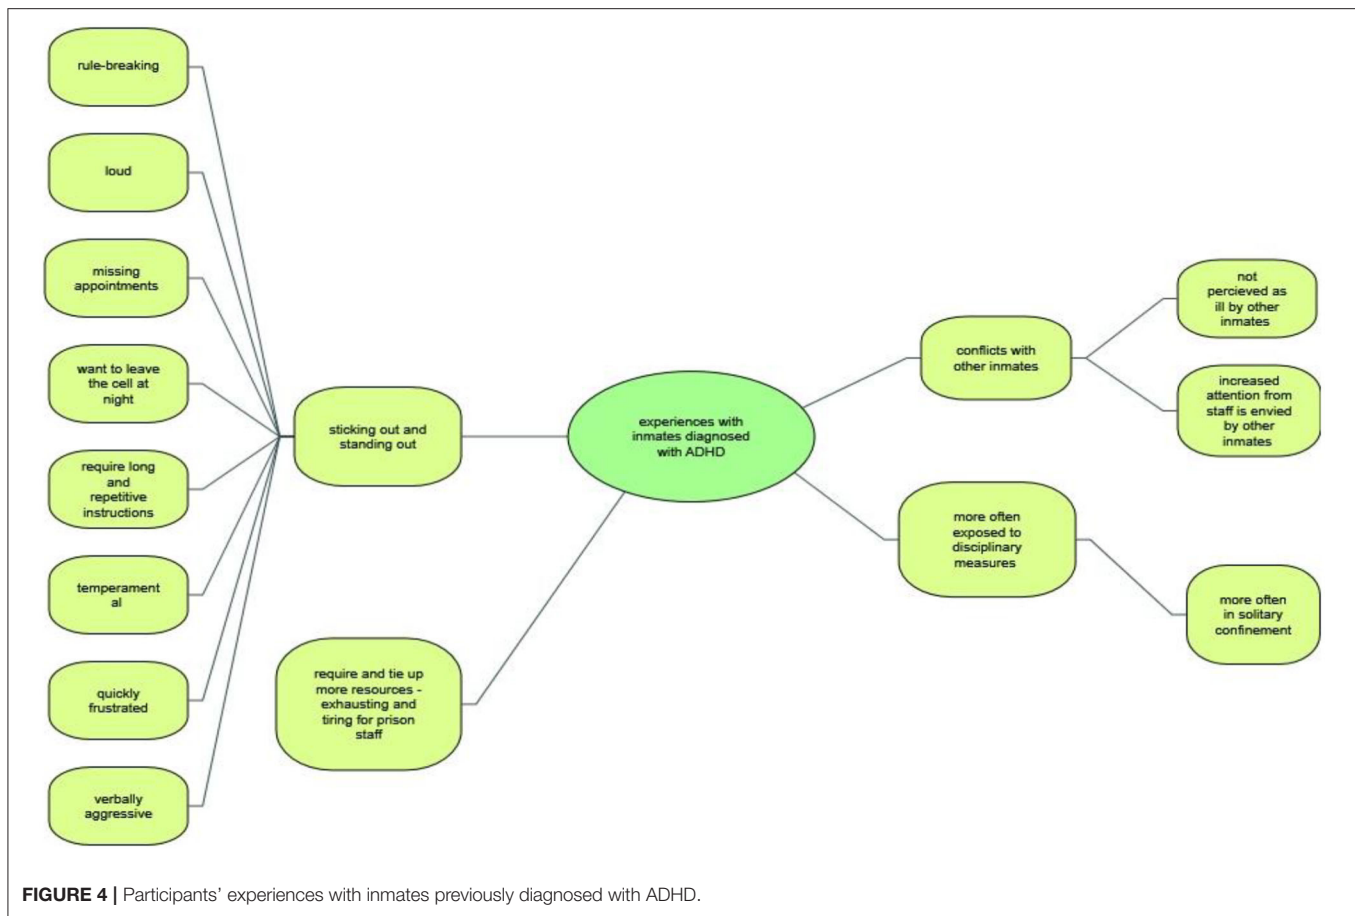 rule-breaking
loud
missing
appointments
want to leave
the cell at
night
require long
and
repetitive
instructions
temperament
al
quickly
frustrated
verbally
aggressive
sticking out and
standing out
require and tie up
more resources -
exhausting and
tiring for prison
staff
experiences with
inmates diagnosed
with ADHD
conflicts with
other inmates
more often
exposed to
disciplinary
measures
not
percieved as
ill by other
inmates
increased
attention from
staff is envied
by other
inmates
more often
in solitary
confinement
FIGURE 4 | Participants’ experiences with inmates previously diagnosed with ADHD.